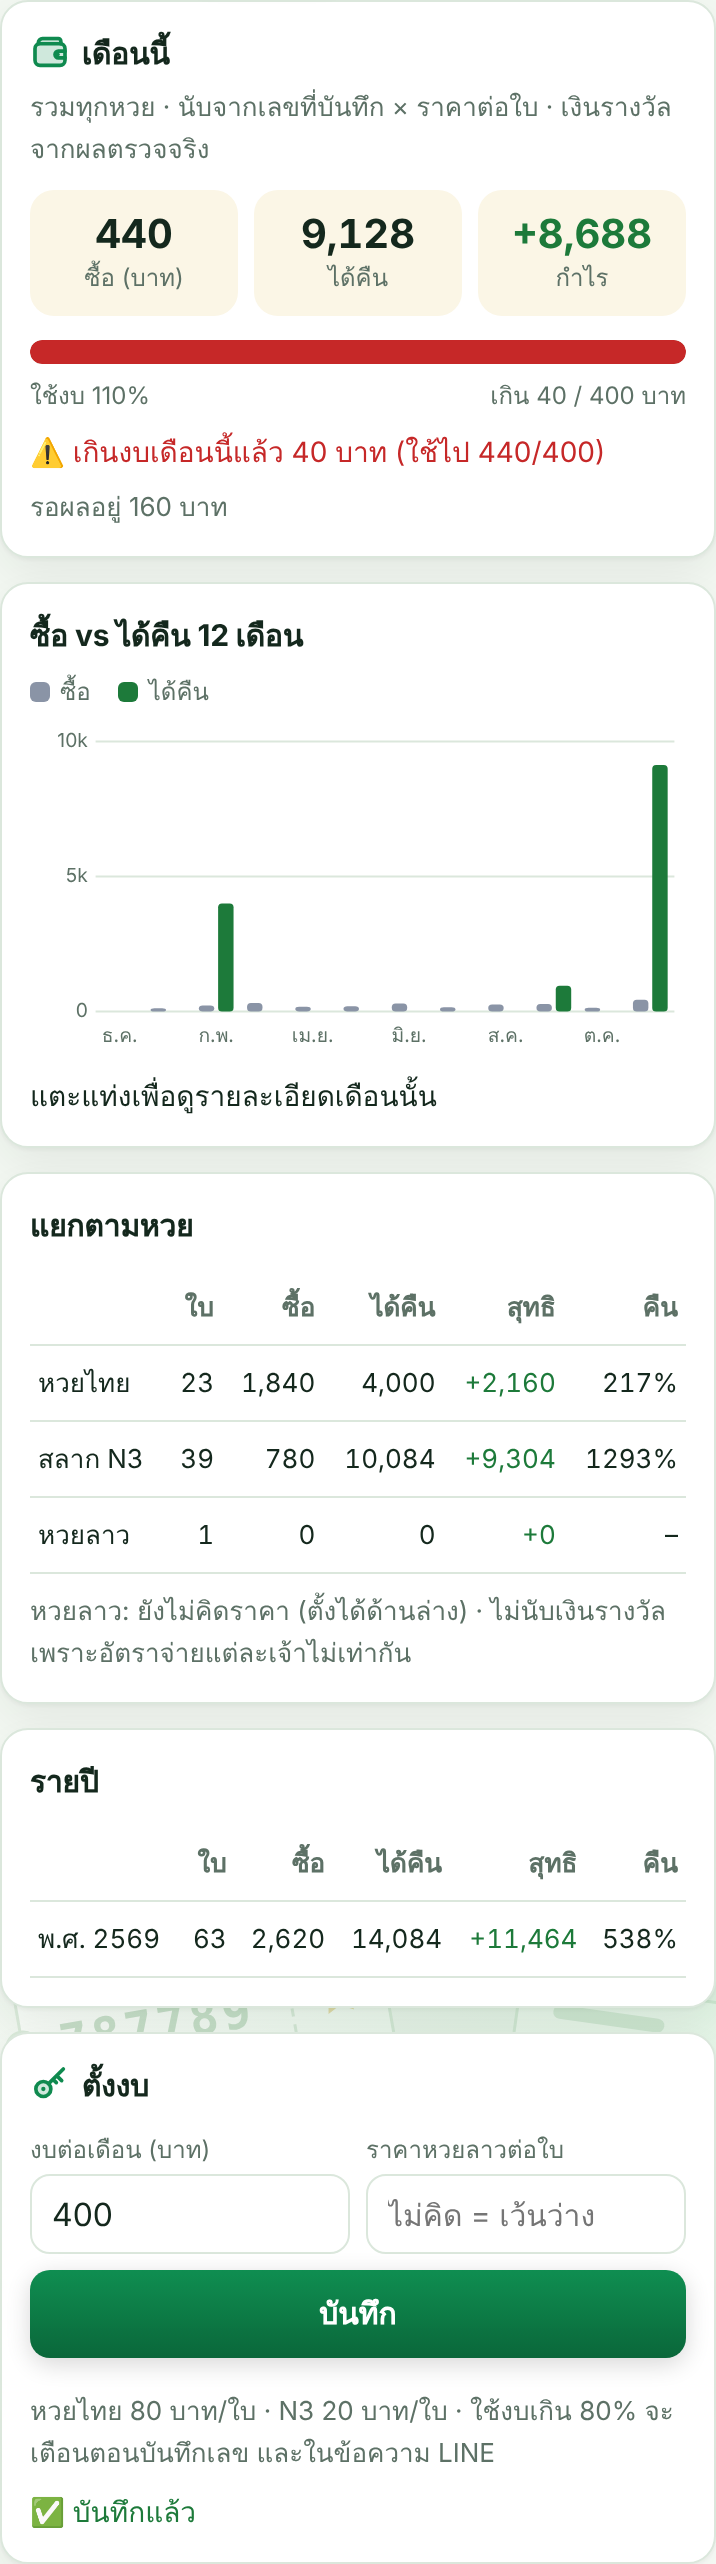 เดือนนี้
รวมทุกหวย · นับจากเลขที่บันทึก × ราคาต่อใบ · เงินรางวัล
จากผลตรวจจริง
440 9,128 +8,688
ซื้อ (บาท) ได้คืน กำไร
ใช้งบ 110% เกิน 40 / 400 บาท
⚠️ เกินงบเดือนนี้แล้ว 40 บาท (ใช้ไป 440/400)
รอผลอยู่ 160 บาท
ซื้อ vs ได้คืน 12 เดือน
ซื้อ ได้คืน
10k
5k
0
ธ.ค. ก.พ. เม.ย. มิ.ย. ส.ค. ต.ค.
แตะแท่งเพื่อดูรายละเอียดเดือนนั้น
แยกตามหวย
ใบ ซื้อ ได้คืน สุทธิ คืน
หวยไทย 23 1,840 4,000 +2,160 217%
สลาก N3 39 780 10,084 +9,304 1293%
หวยลาว 1 0 0 +0 –
หวยลาว: ยังไม่คิดราคา (ตั้งได้ด้านล่าง) · ไม่นับเงินรางวัล
เพราะอัตราจ่ายแต่ละเจ้าไม่เท่ากัน
รายปี
ใบ ซื้อ ได้คืน สุทธิ คืน
พ.ศ. 2569 63 2,620 14,084 +11,464 538%
787789
ตั้งงบ
งบต่อเดือน (บาท) ราคาหวยลาวต่อใบ
400 ไม่คิด = เว้นว่าง
บันทึก
หวยไทย 80 บาท/ใบ · N3 20 บาท/ใบ · ใช้งบเกิน 80% จะ
เตือนตอนบันทึกเลข และในข้อความ LINE
✅ บันทึกแล้ว